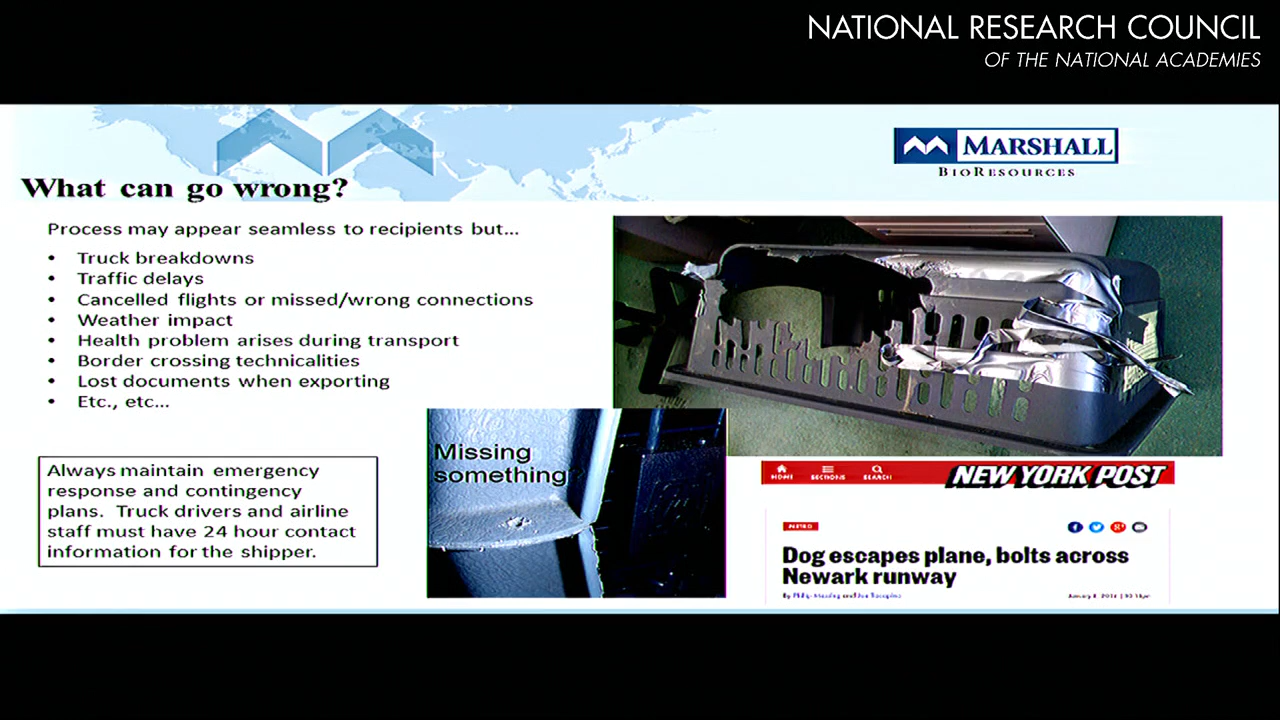 NATIONAL RESEARCH COUNCIL
OF THE NATIONAL ACADEMIES
MARSHALL
BIORESOURCES
What can go wrong?
Process may appear seamless to recipients but...
• Truck breakdowns
• Traffic delays
• Cancelled flights or missed/wrong connections
• Weather impact
• Health problem arises during transport
• Border crossing technicalities
• Lost documents when exporting
• Etc., etc...
Always maintain emergency
response and contingency
plans. Truck drivers and airline
staff must have 24 hour contact
information for the shipper.
Missing
something
HOME SECTIONS SEARCH
NEW YORK POST
METRO
Dog escapes plane, bolts across
Newark runway
By
and